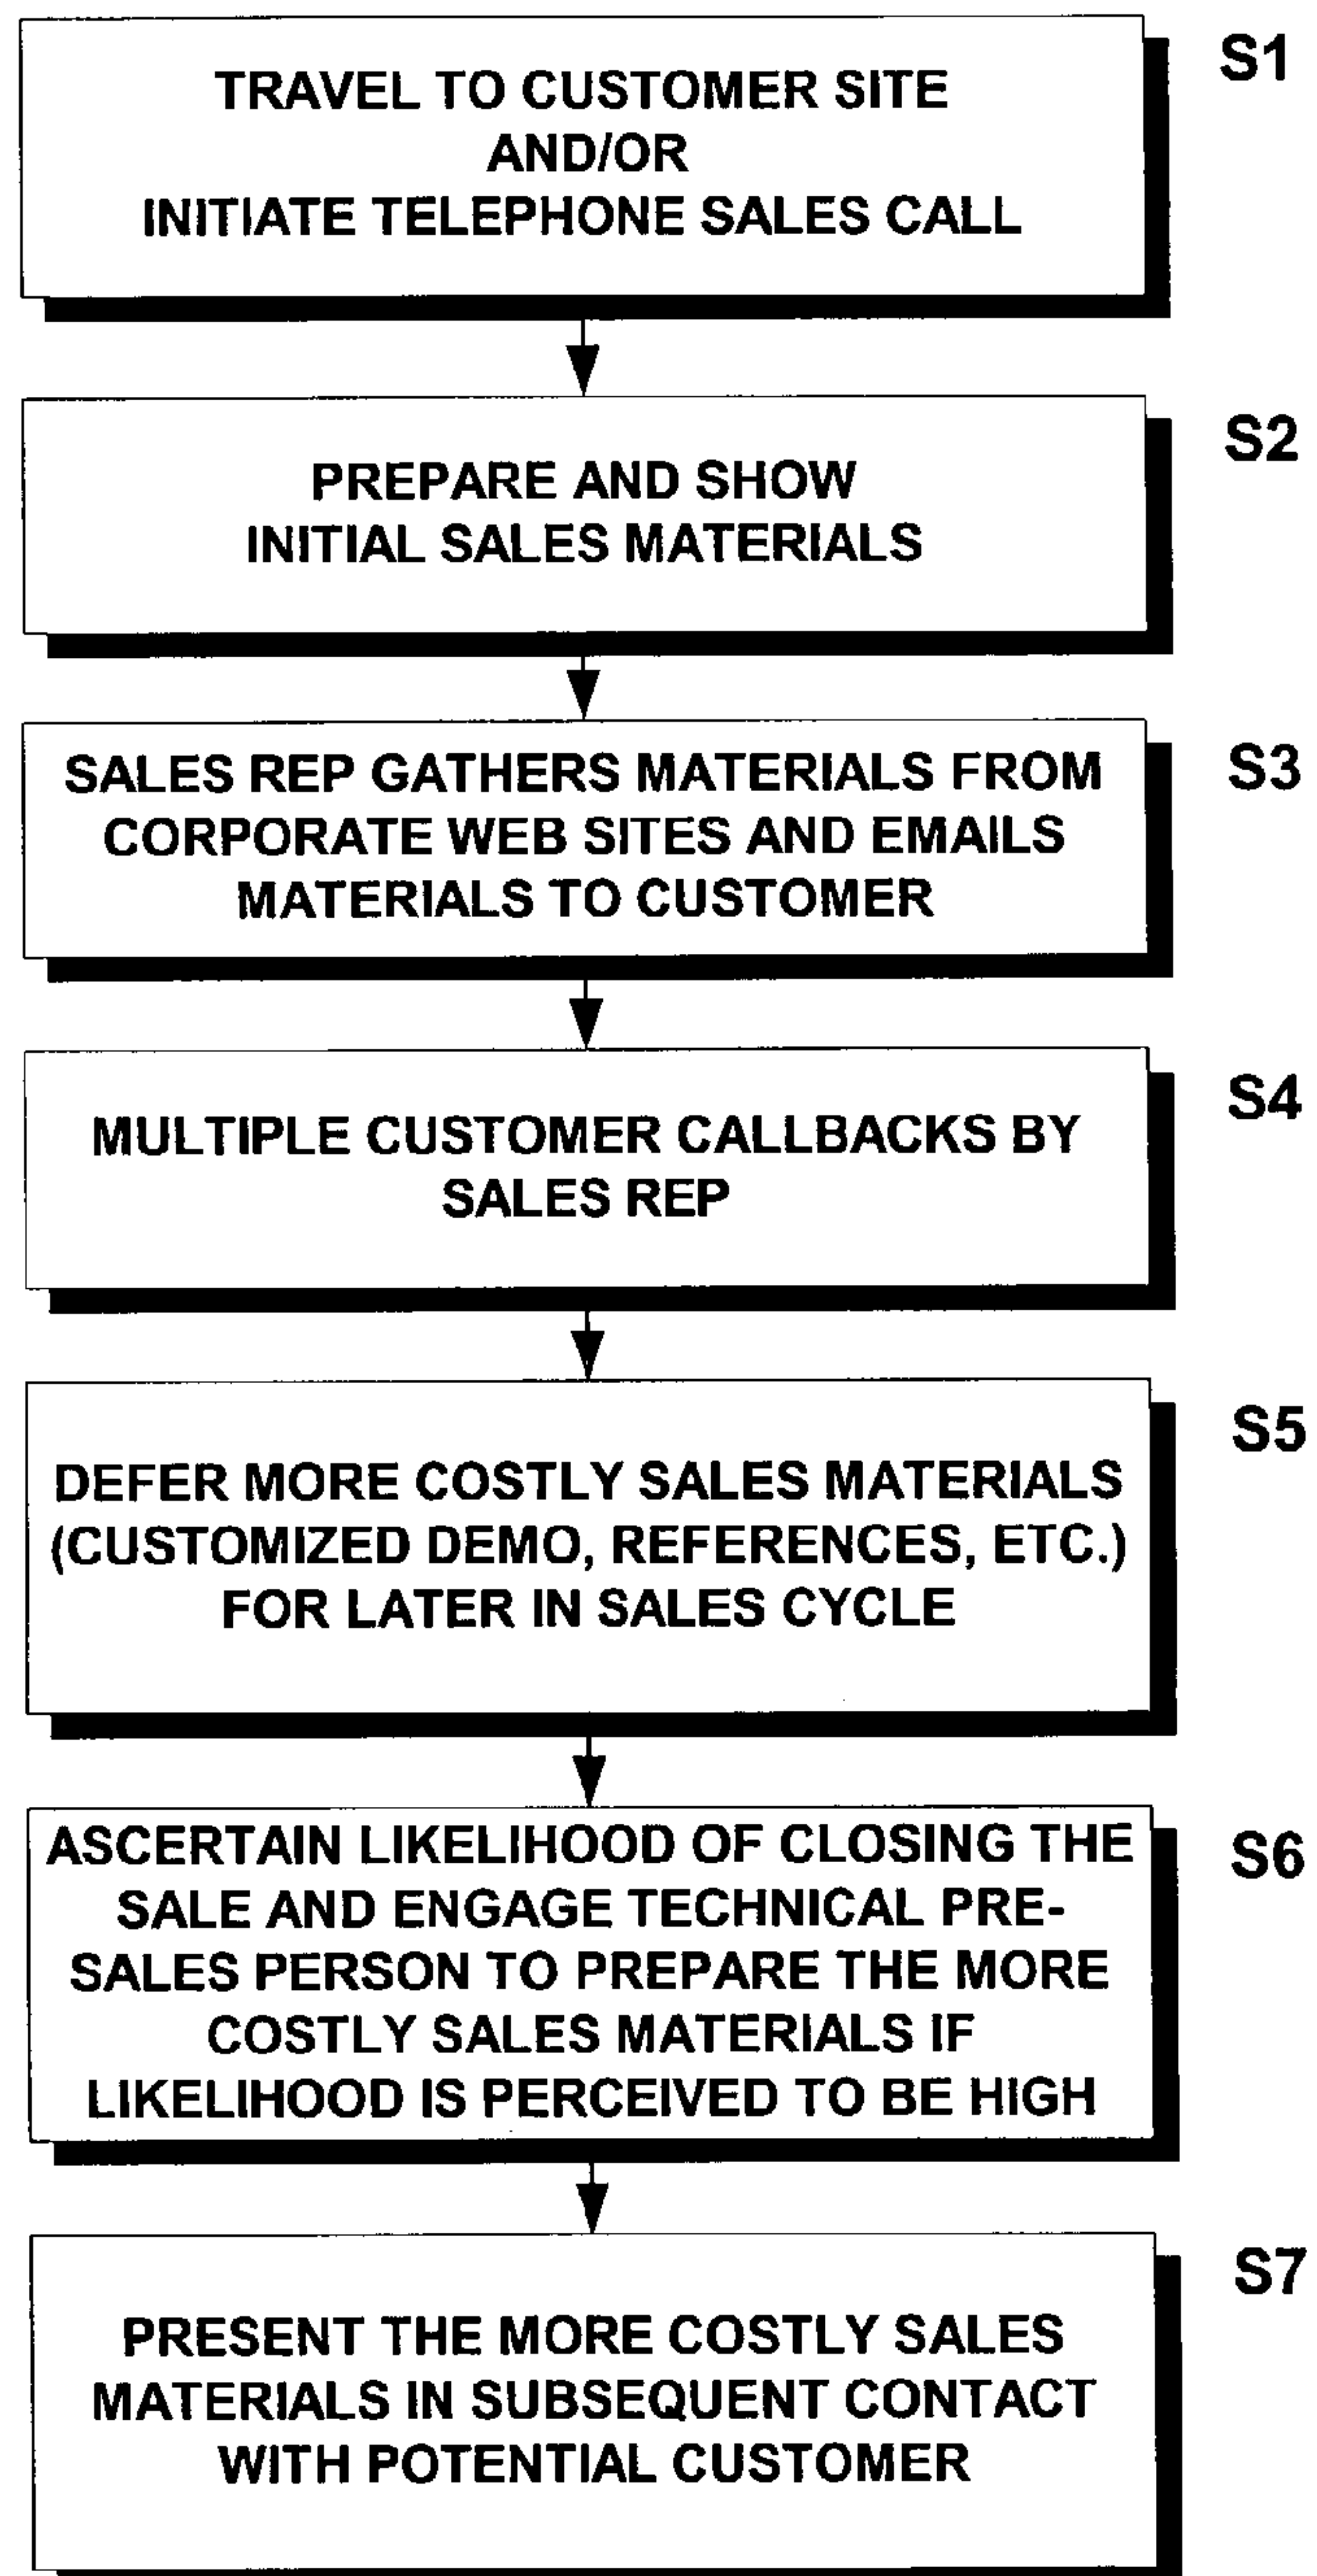 S1
TRAVEL TO CUSTOMER SITE
AND/OR
INITIATE TELEPHONE SALES CALL
S2
PREPARE AND SHOW
INITIAL SALES MATERIALS
S3
SALES REP GATHERS MATERIALS FROM
CORPORATE WEB SITES AND EMAILS
MATERIALS TO CUSTOMER
S4
MULTIPLE CUSTOMER CALLBACKS BY
SALES REP
S5
DEFER MORE COSTLY SALES MATERIALS
(CUSTOMIZED DEMO, REFERENCES, ETC.)
FOR LATER IN SALES CYCLE
S6
ASCERTAIN LIKELIHOOD OF CLOSING THE
SALE AND ENGAGE TECHNICAL PRE-
SALES PERSON TO PREPARE THE MORE
COSTLY SALES MATERIALS IF
LIKELIHOOD IS PERCEIVED TO BE HIGH
S7
PRESENT THE MORE COSTLY SALES
MATERIALS IN SUBSEQUENT CONTACT
WITH POTENTIAL CUSTOMER